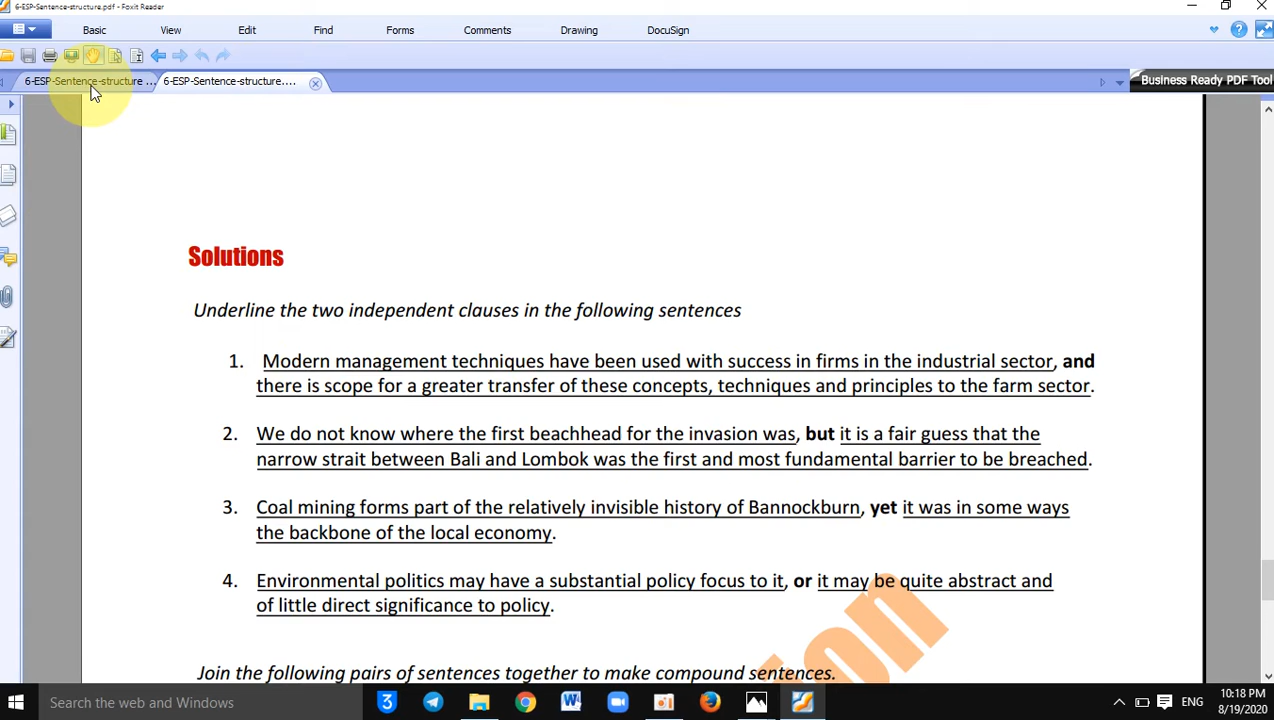 6-ESP-Sentence-structure.pdf - Foxit Reader
Basic View Edit Find Forms Comments Drawing DocuSign
6-ESP-Sentence-structure ... 6-ESP-Sentence-structure.... Business Ready PDF Tool
Solutions
Underline the two independent clauses in the following sentences
1. Modern management techniques have been used with success in firms in the industrial sector, and
there is scope for a greater transfer of these concepts, techniques and principles to the farm sector.
2. We do not know where the first beachhead for the invasion was, but it is a fair guess that the
narrow strait between Bali and Lombok was the first and most fundamental barrier to be breached.
3. Coal mining forms part of the relatively invisible history of Bannockburn, yet it was in some ways
the backbone of the local economy.
4. Environmental politics may have a substantial policy focus to it, or it may be quite abstract and
of little direct significance to policy.
on
Join the following pairs of sentences together to make compound sentences.
Search the web and Windows
ENG
10:18 PM
8/19/2020